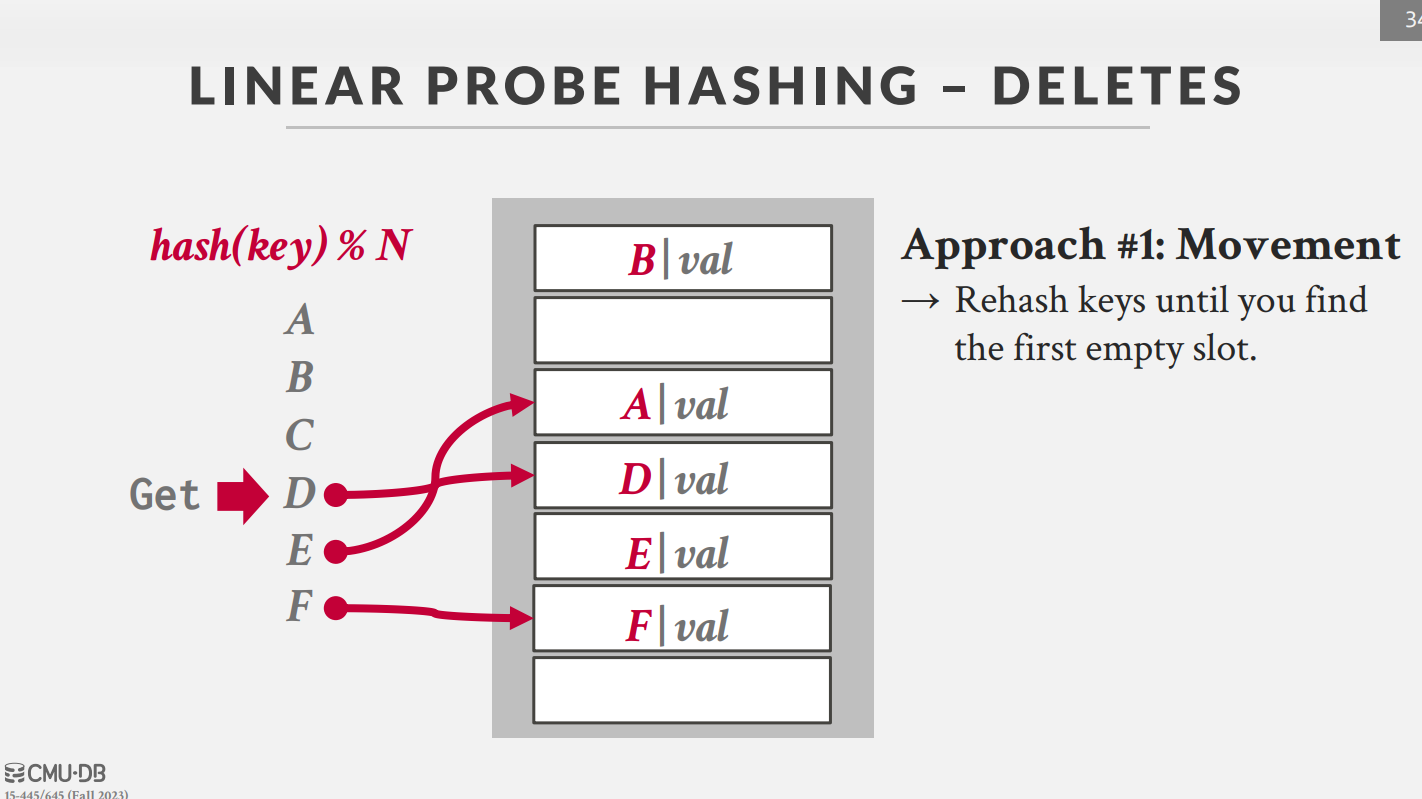 34
LINEAR PROBE HASHING – DELETES
hash(key) % N
A
B
C
Get D
E
F
B|val
A|val
D|val
E|val
F|val
Approach #1: Movement
→ Rehash keys until you find
the first empty slot.
CMU·DB
15-445/645 (Fall 2023)